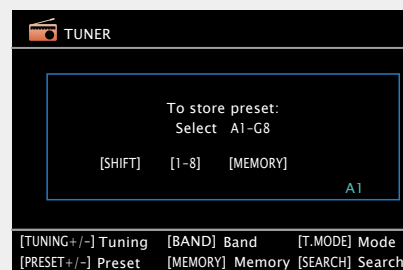 TUNER
To store preset:
Select A1-G8
[SHIFT] [1-8] [MEMORY]
A1
[TUNING+/-] Tuning [BAND] Band [T.MODE] Mode
[PRESET+/-] Preset [MEMORY] Memory [SEARCH] Search